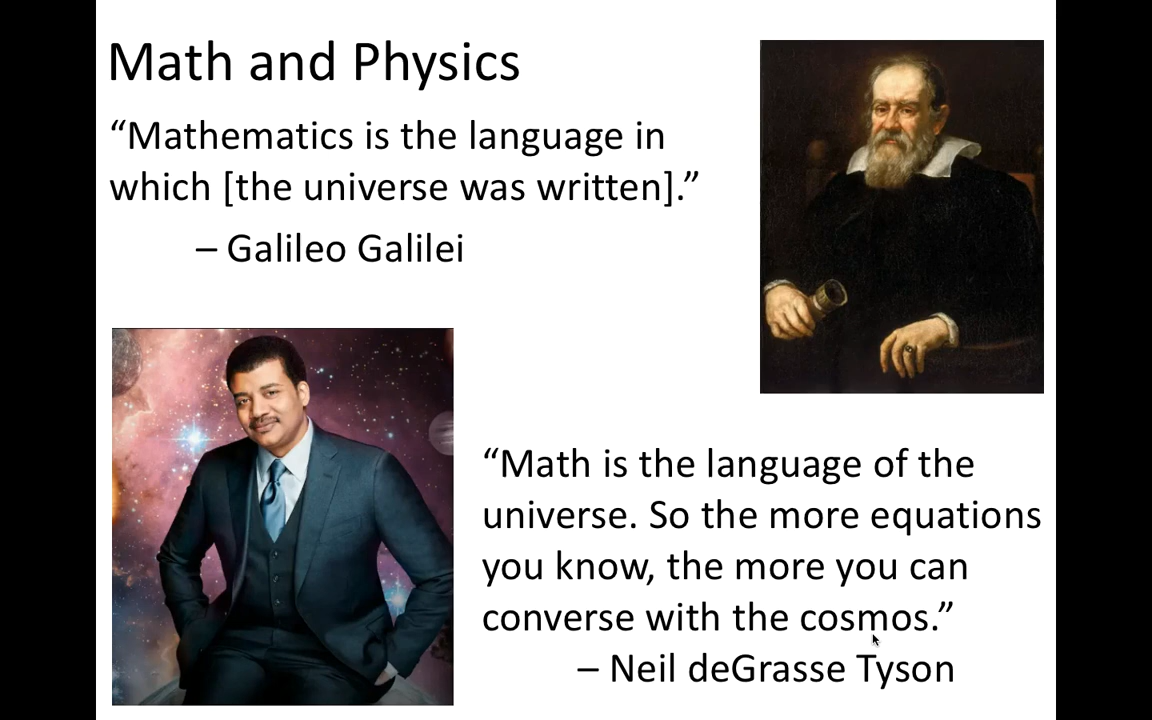 Math and Physics
“Mathematics is the language in
which [the universe was written].”
– Galileo Galilei
“Math is the language of the
universe. So the more equations
you know, the more you can
converse with the cosmos.”
– Neil deGrasse Tyson